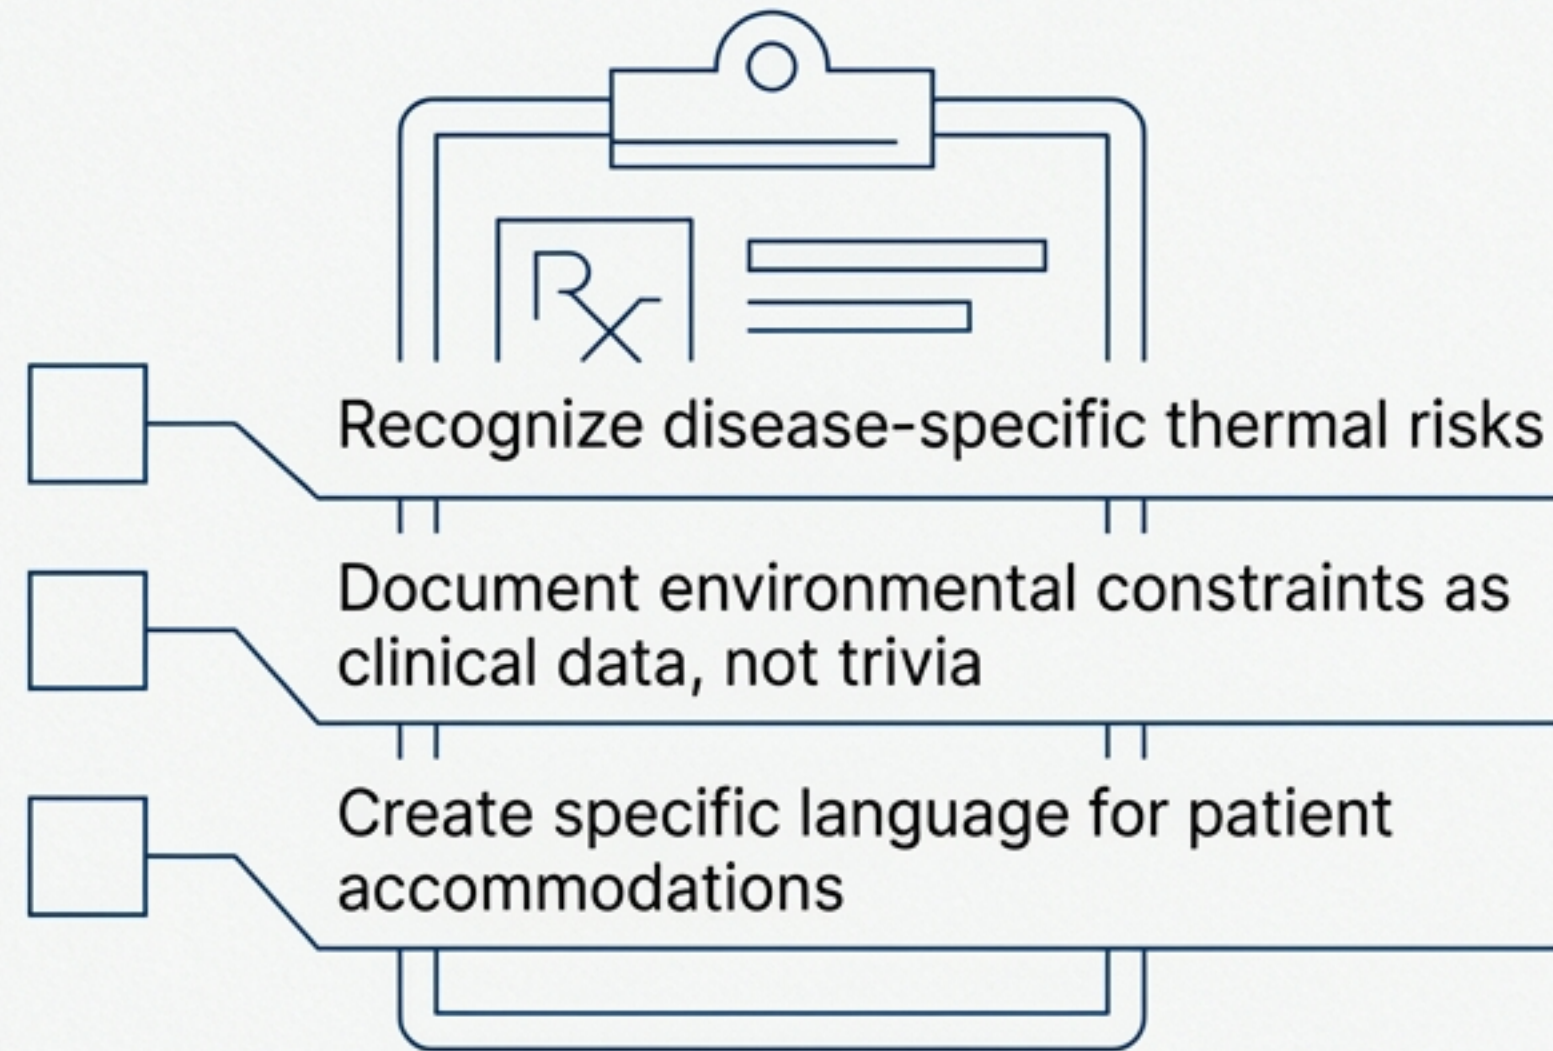 Rx
Recognize disease-specific thermal risks
Document environmental constraints as
clinical data, not trivia
Create specific language for patient
accommodations